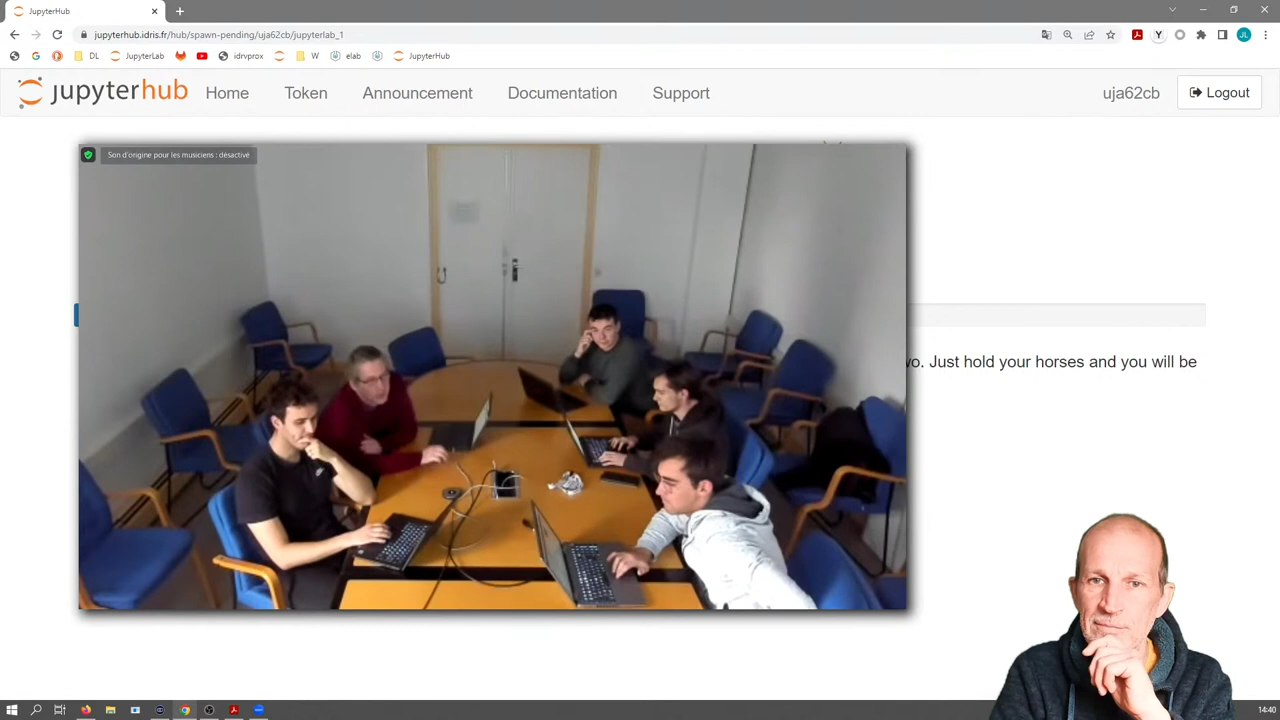 JupyterHub
jupyterhub.idris.fr/hub/spawn-pending/uja62cb/jupyterlab_1
DL JupyterLab idrvprox W elab JupyterHub
jupyterhub Home Token Announcement Documentation Support uja62cb Logout
Son d'origine pour les musiciens : désactivé
wo. Just hold your horses and you will be
14:40